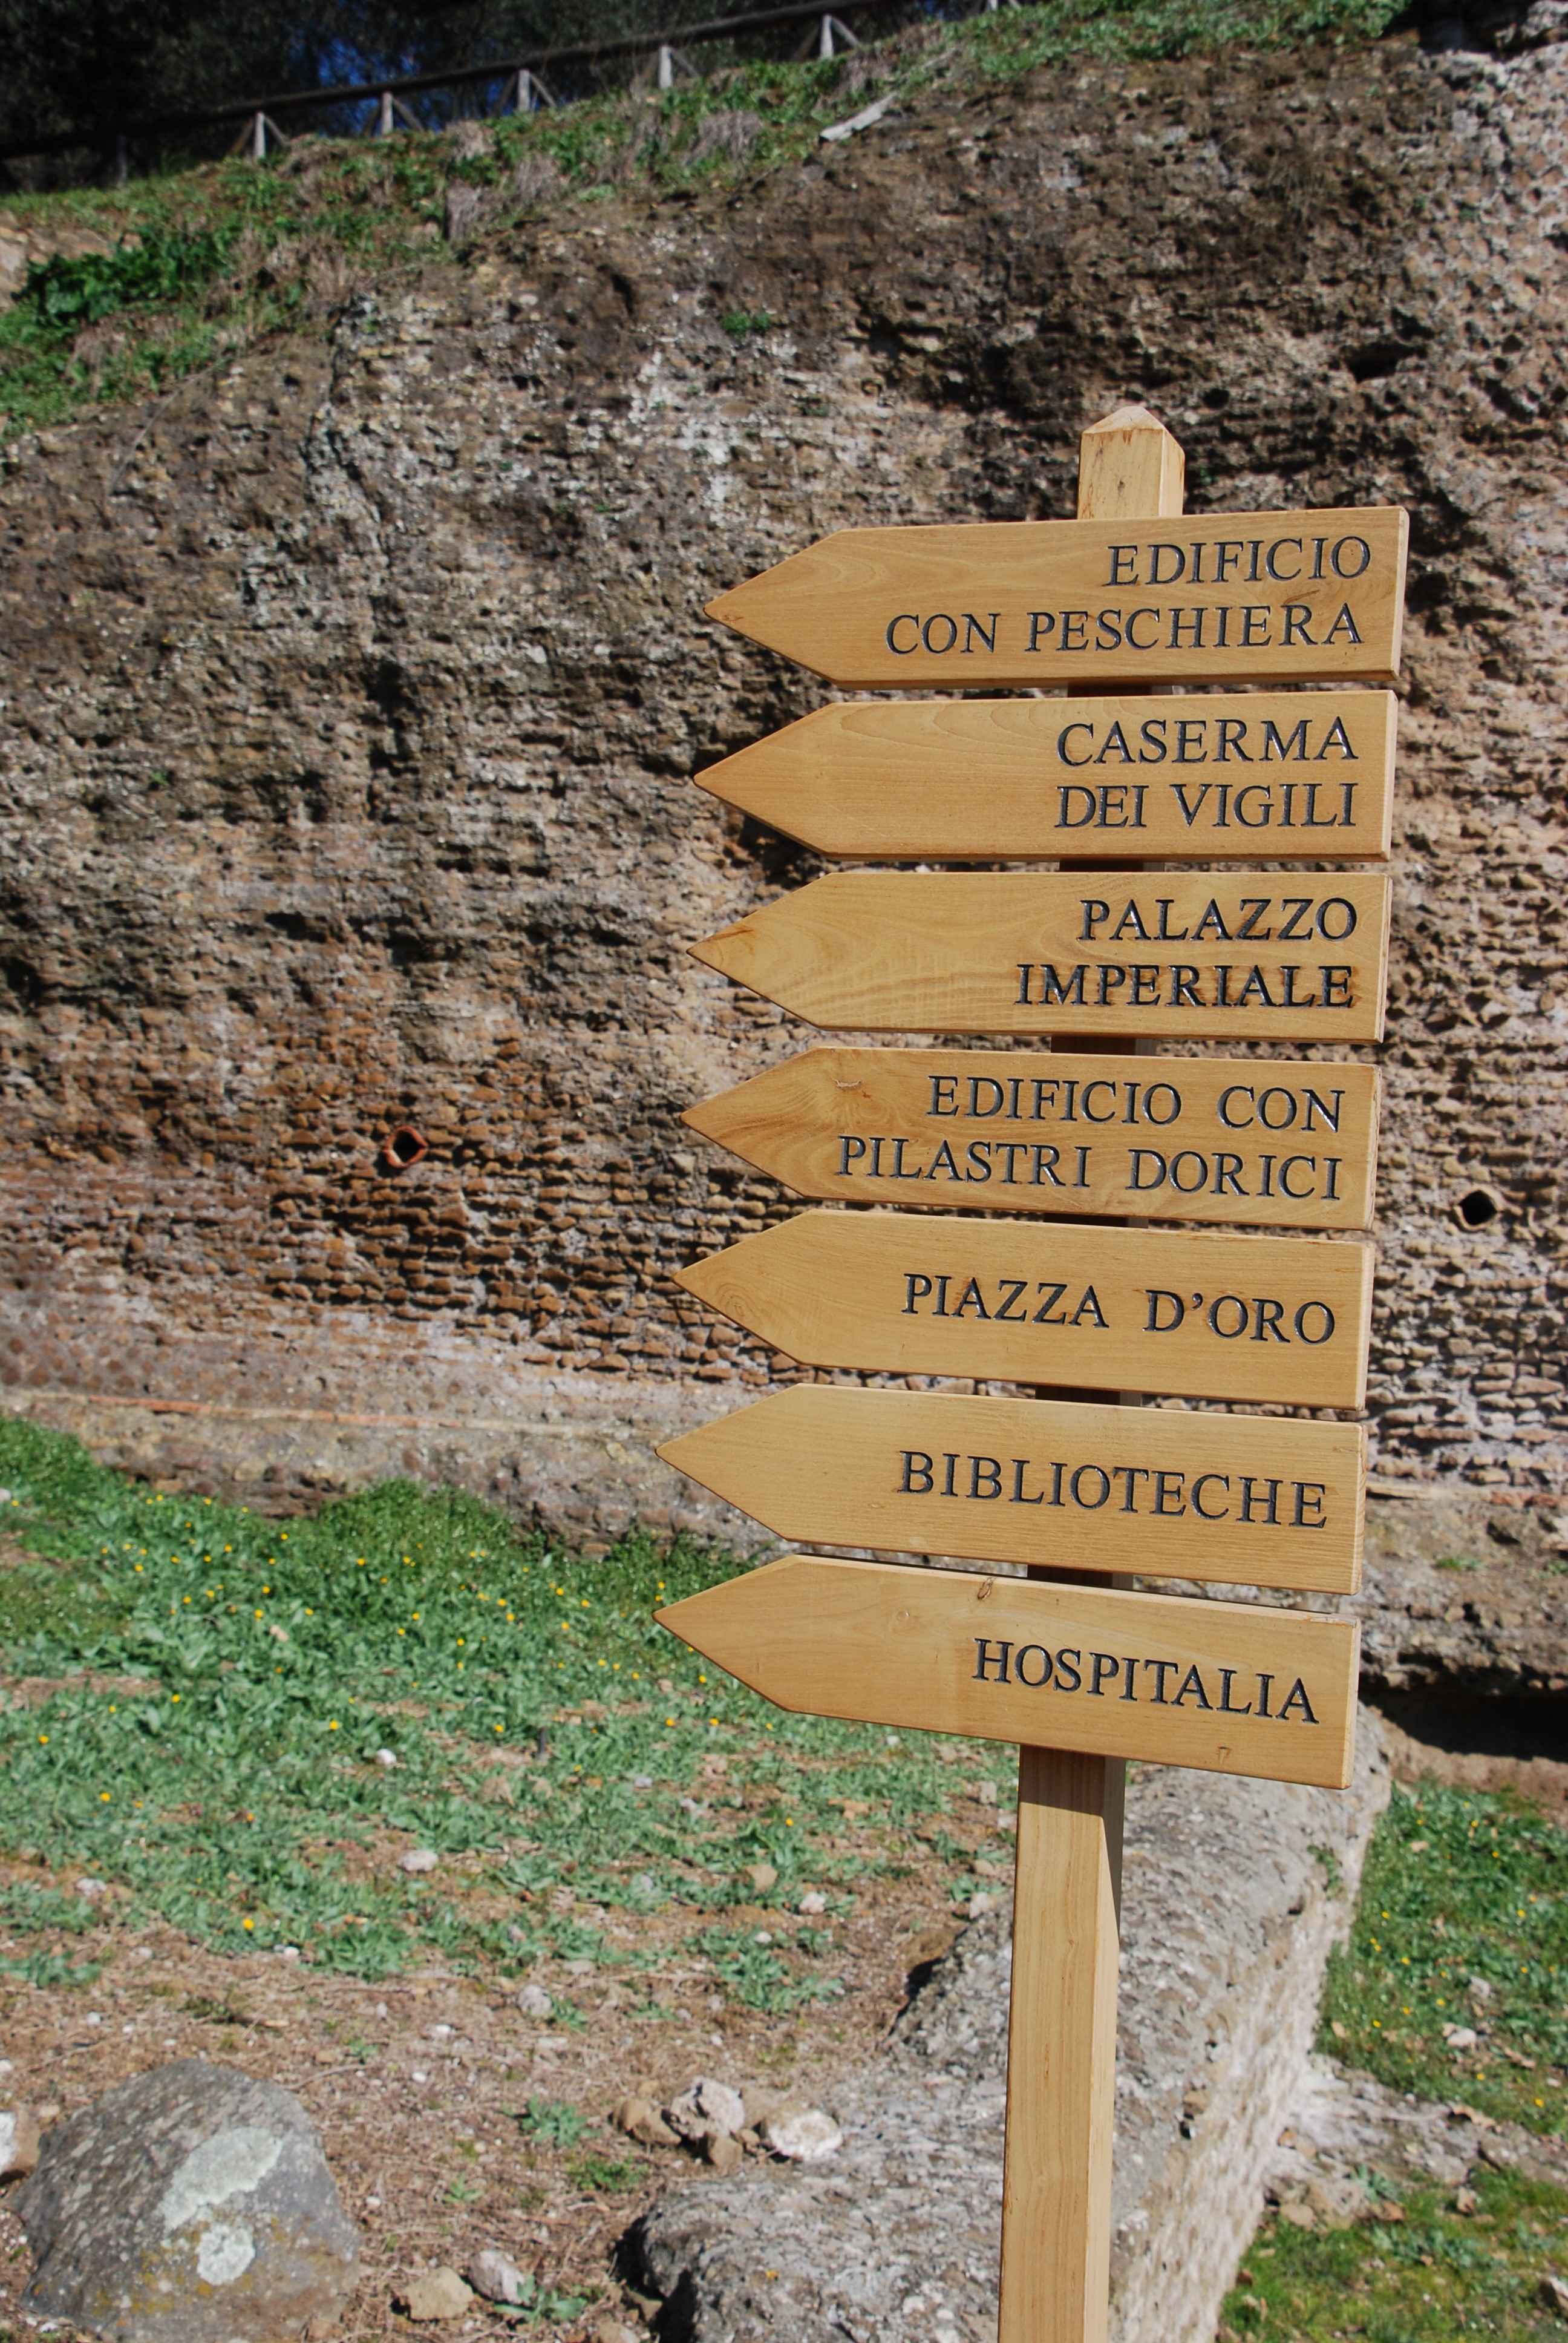 EDIFICIO
CON PESCHIERA
CASERMA
DEI VIGILI
PALAZZO
IMPERIALE
EDIFICIO CON
PILASTRI DORICI
PIAZZA D'ORO
BIBLIOTECHE
HOSPITALIA